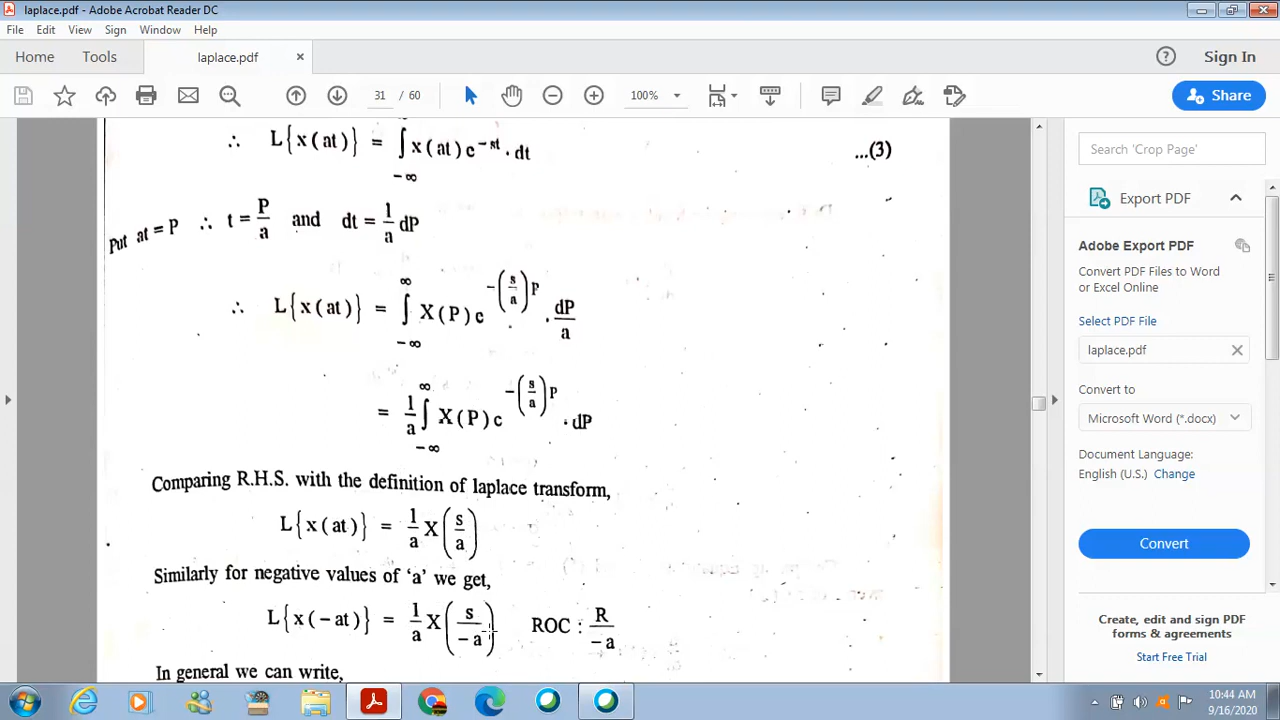 laplace.pdf - Adobe Acrobat Reader DC
File Edit View Sign Window Help
Home Tools laplace.pdf × ? Sign In
31 / 60 100% Share
∴ L{x(at)} = ∫ x(at)e^−st · dt ...(3)
−∞
Put at = P ∴ t = P/a and dt = 1/a dP
∞
∴ L{x(at)} = ∫ X(P)e^−(s/a)P · dP/a
−∞
∞
= 1/a ∫ X(P)e^−(s/a)P · dP
−∞
Comparing R.H.S. with the definition of laplace transform,
L{x(at)} = 1/a X(s/a)
Similarly for negative values of ‘a’ we get,
L{x(−at)} = 1/a X(s/−a) ROC : R/−a
In general we can write,
Search 'Crop Page'
Export PDF
Adobe Export PDF
Convert PDF Files to Word
or Excel Online
Select PDF File
laplace.pdf
Convert to
Microsoft Word (*.docx)
Document Language:
English (U.S.) Change
Convert
Create, edit and sign PDF
forms & agreements
Start Free Trial
10:44 AM
9/16/2020